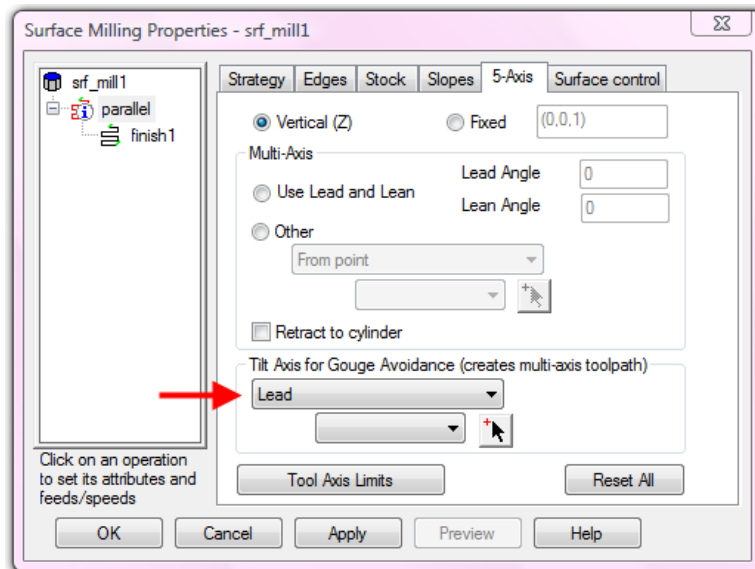 Surface Milling Properties - srf_mill1
srf_mill1
parallel
finish1
Click on an operation
to set its attributes and
feeds/speeds
Strategy Edges Stock Slopes 5-Axis Surface control
Vertical (Z) Fixed (0,0,1)
Multi-Axis
Use Lead and Lean
Lead Angle 0
Lean Angle 0
Other
From point
Retract to cylinder
Tilt Axis for Gouge Avoidance (creates multi-axis toolpath)
Lead
Tool Axis Limits Reset All
OK Cancel Apply Preview Help